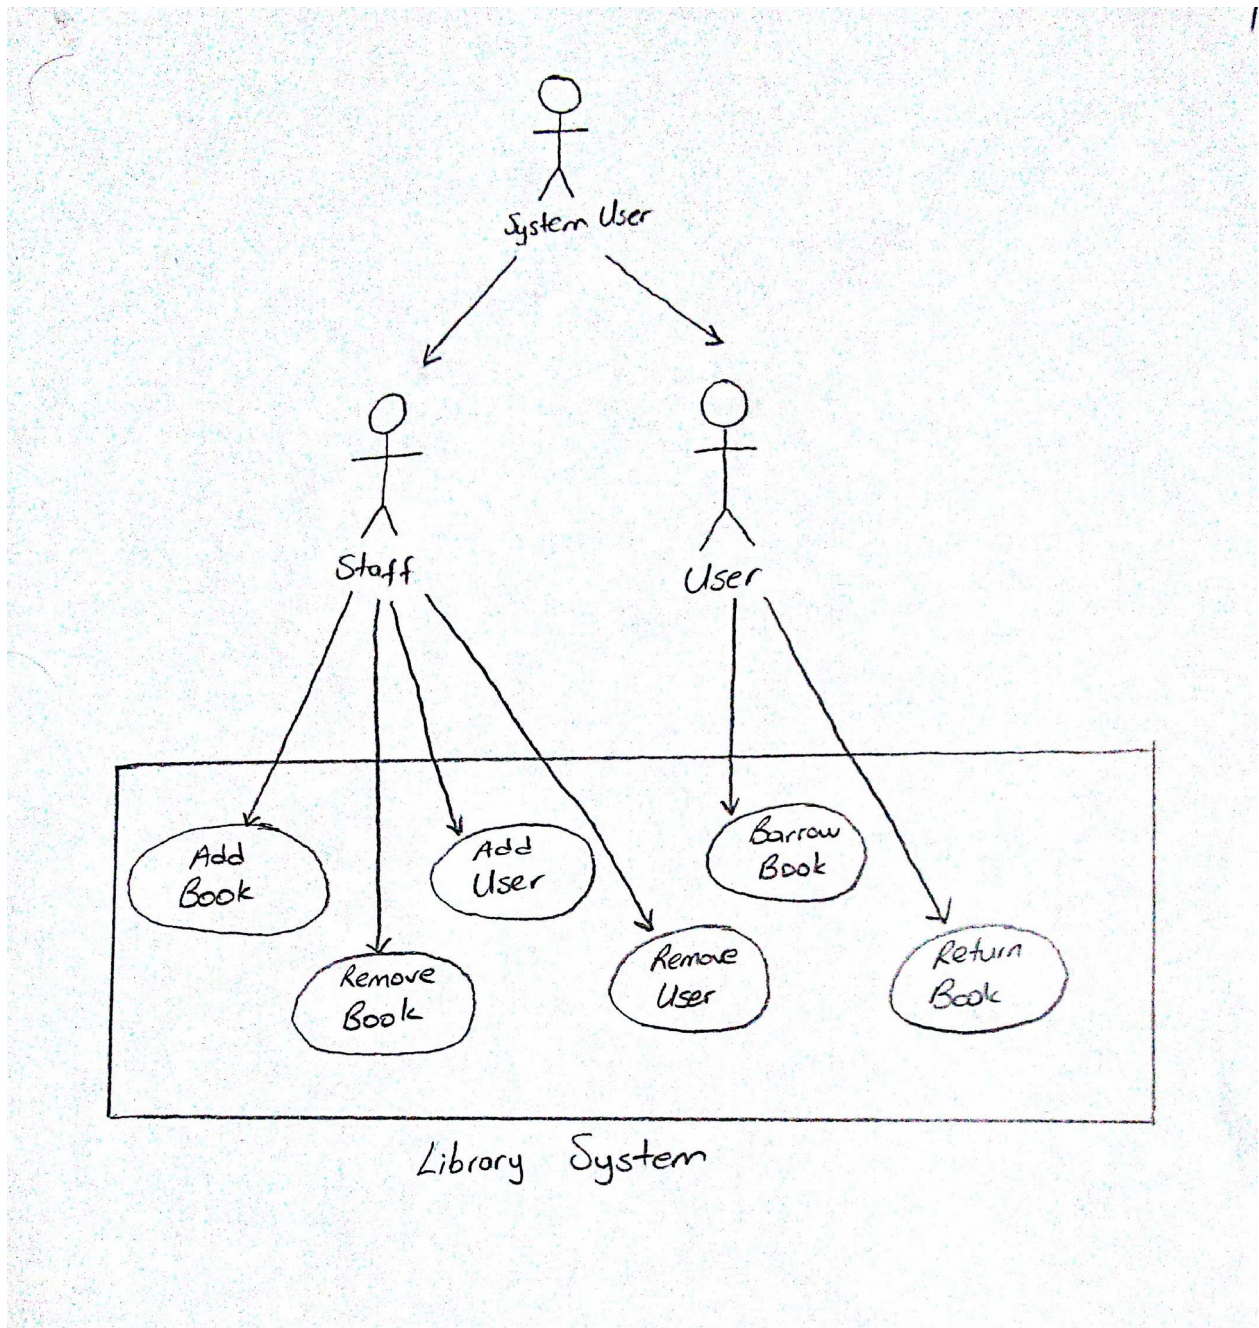 System User
Staff
User
Add
Book
Remove
Book
Add
User
Remove
User
Barrow
Book
Return
Book
Library System